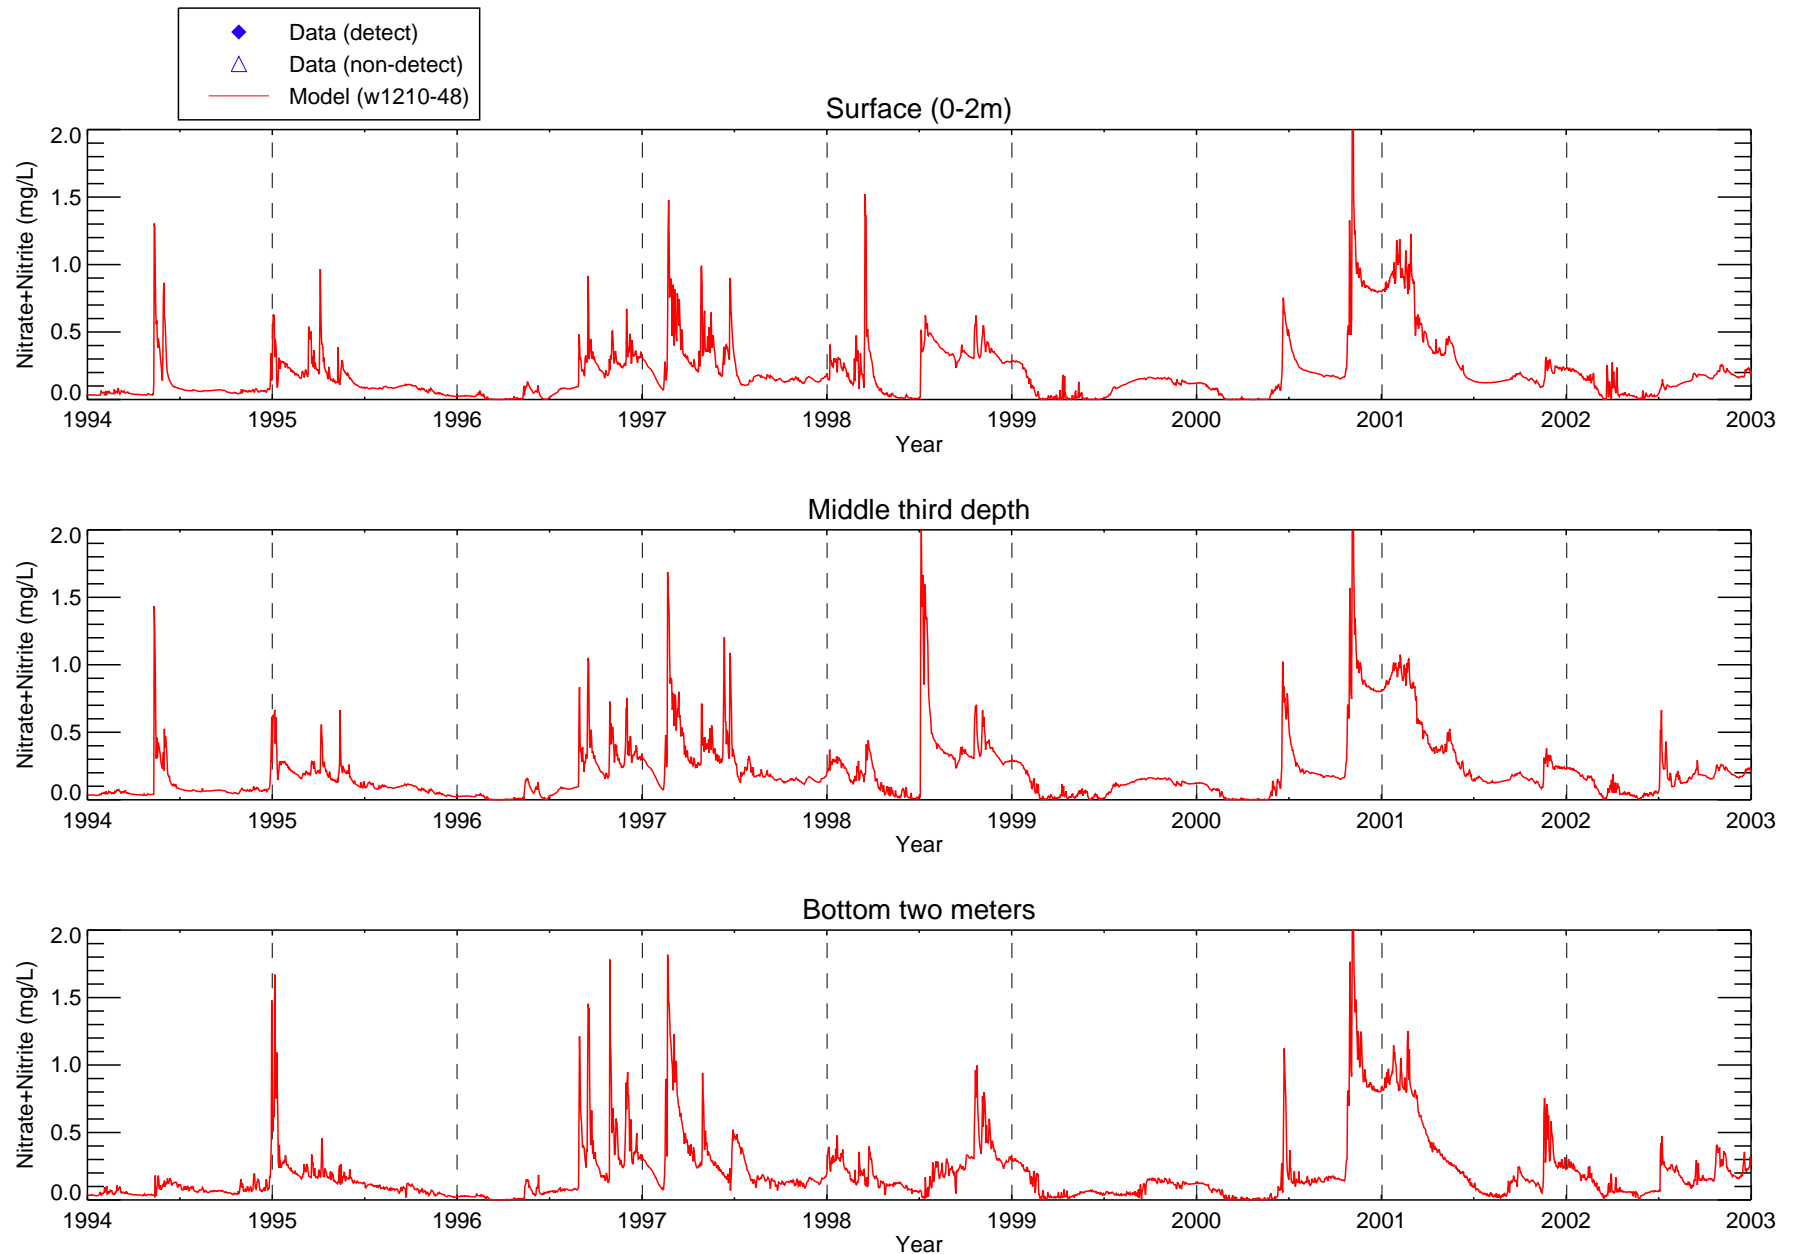 Data (detect)
Data (non-detect)
Model (w1210-48)
Surface (0-2m)
Nitrate+Nitrite (mg/L)
2.0
1.5
1.0
0.5
0.0
1994 1995 1996 1997 1998 1999 2000 2001 2002 2003
Year
Middle third depth
Nitrate+Nitrite (mg/L)
2.0
1.5
1.0
0.5
0.0
1994 1995 1996 1997 1998 1999 2000 2001 2002 2003
Year
Bottom two meters
Nitrate+Nitrite (mg/L)
2.0
1.5
1.0
0.5
0.0
1994 1995 1996 1997 1998 1999 2000 2001 2002 2003
Year